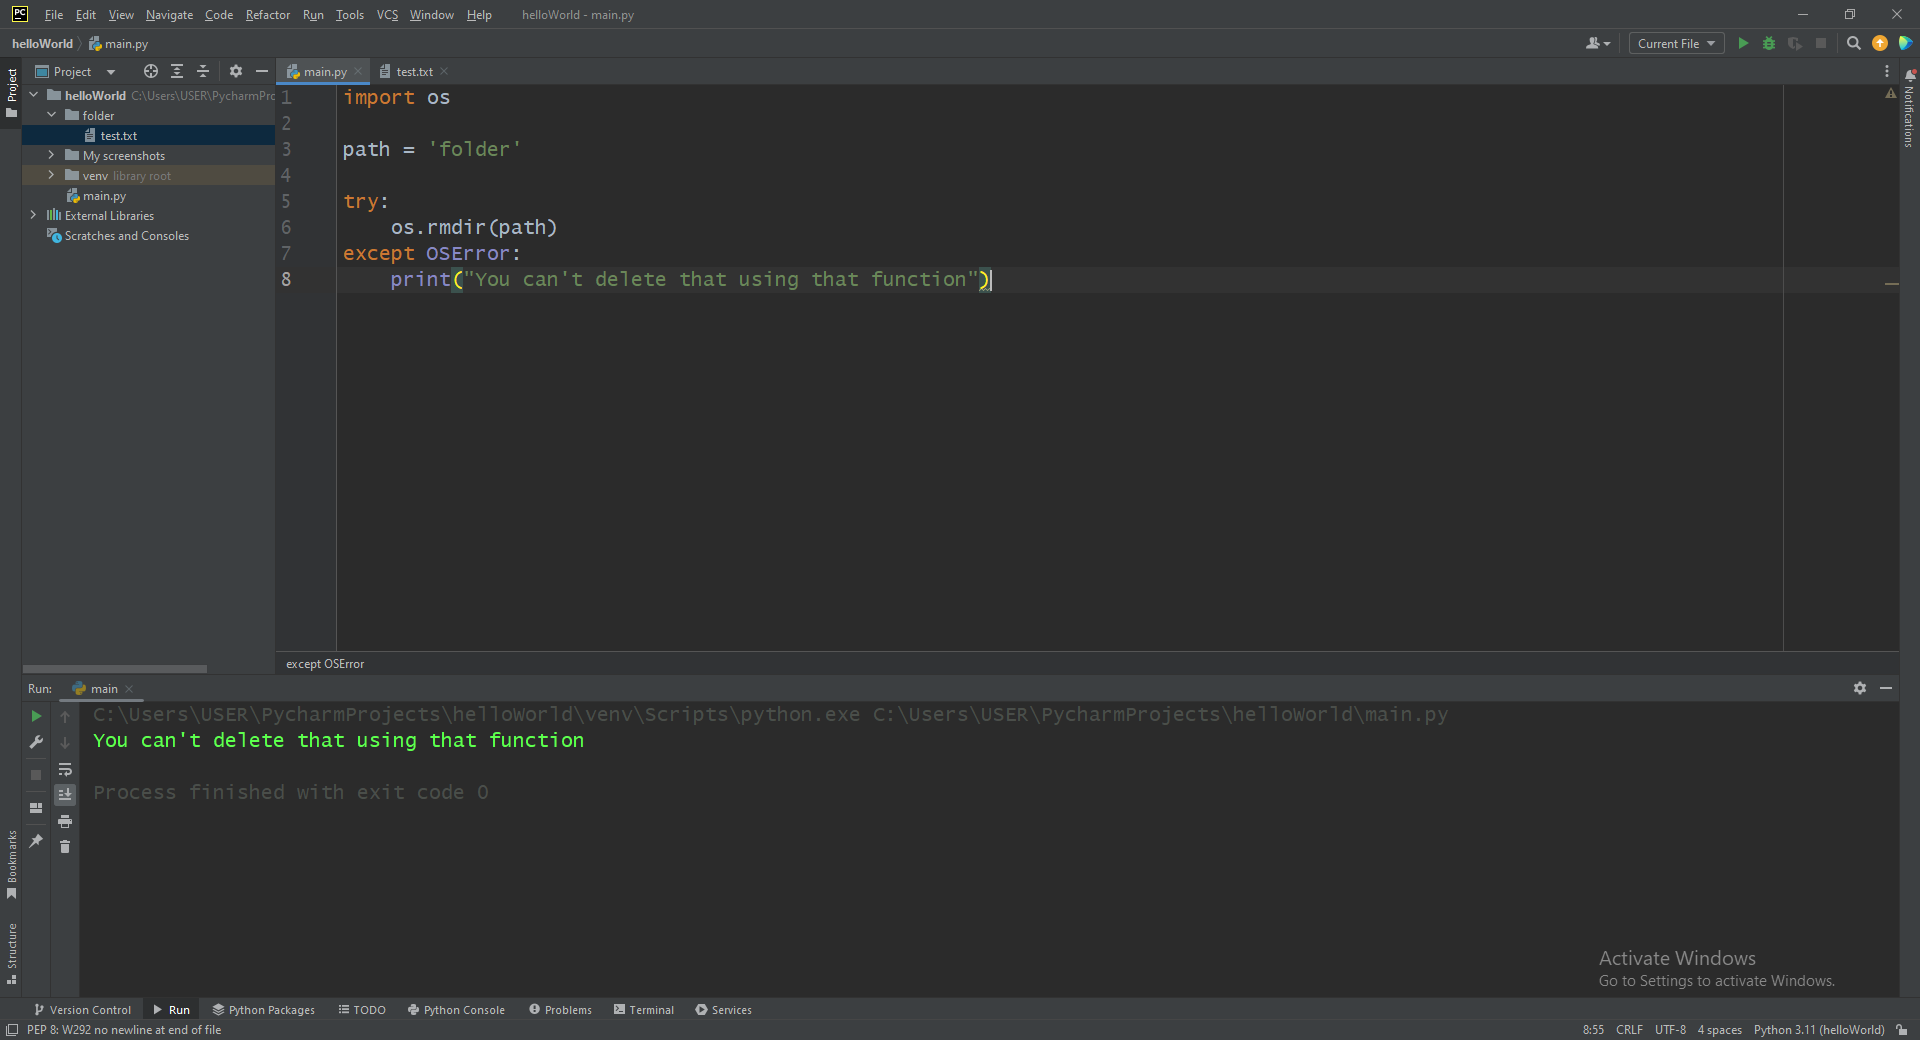 PC File Edit View Navigate Code Refactor Run Tools VCS Window Help helloWorld - main.py
helloWorld main.py Current File
Project main.py test.txt
Project
Notifications
helloWorld C:\Users\USER\PycharmPro
folder
test.txt
My screenshots
venv library root
main.py
External Libraries
Scratches and Consoles
1 import os
2
3 path = 'folder'
4
5 try:
6 os.rmdir(path)
7 except OSError:
8 print("You can't delete that using that function")
except OSError
Run: main
C:\Users\USER\PycharmProjects\helloWorld\venv\Scripts\python.exe C:\Users\USER\PycharmProjects\helloWorld\main.py
You can't delete that using that function
Process finished with exit code 0
Bookmarks
Structure
Activate Windows
Go to Settings to activate Windows.
Version Control Run Python Packages TODO Python Console Problems Terminal Services
PEP 8: W292 no newline at end of file 8:55 CRLF UTF-8 4 spaces Python 3.11 (helloWorld)